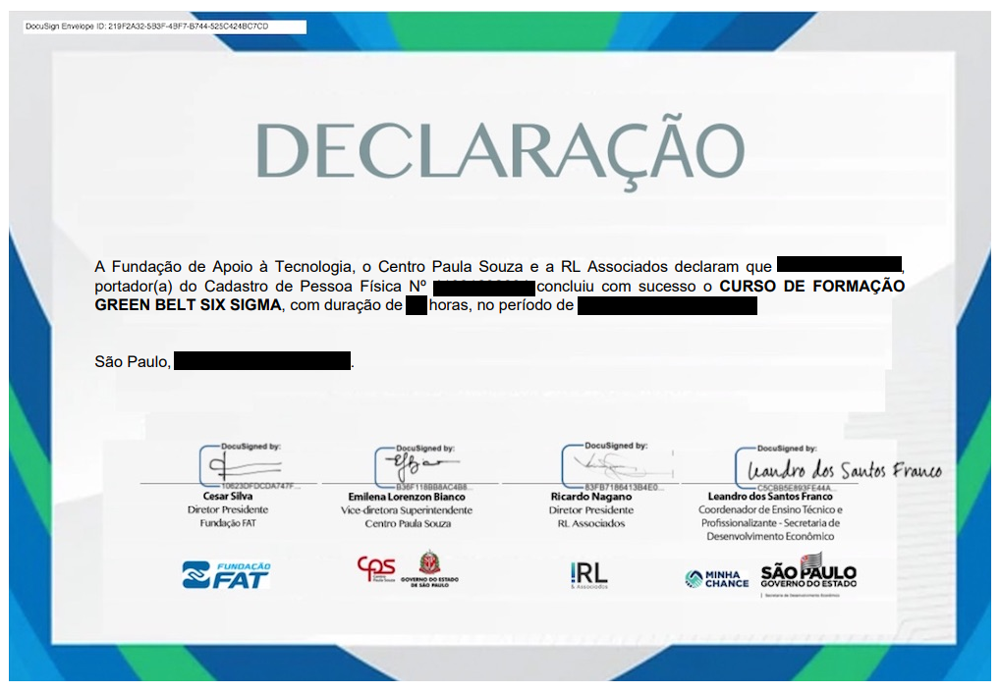 DocuSign Envelope ID: 219F2A32-5B3F-4BF7-B744-525C424BC7CD
DECLARAÇÃO
A Fundação de Apoio à Tecnologia, o Centro Paula Souza e a RL Associados declaram que ,
portador(a) do Cadastro de Pessoa Física Nº concluiu com sucesso o CURSO DE FORMAÇÃO
GREEN BELT SIX SIGMA, com duração de horas, no período de
São Paulo, .
DocuSigned by: DocuSigned by: DocuSigned by: DocuSigned by:
Leandro dos Santos Franco
10623DFDCDA747F... B36F118BB8AC4B8... 83FB7186413B4E0... C5CBB5E893FE44A...
Cesar Silva Emilena Lorenzon Bianco Ricardo Nagano Leandro dos Santos Franco
Diretor Presidente Vice-diretora Superintendente Diretor Presidente Coordenador de Ensino Técnico e
Fundação FAT Centro Paula Souza RL Associados Profissionalizante - Secretaria de
Desenvolvimento Econômico
FUNDAÇÃO
FAT
CPS
Centro
Paula Souza
GOVERNO DO ESTADO
DE SÃO PAULO
RL
& Associados
MINHA
CHANCE
SÃO PAULO
GOVERNO DO ESTADO
Secretaria de Desenvolvimento Econômico